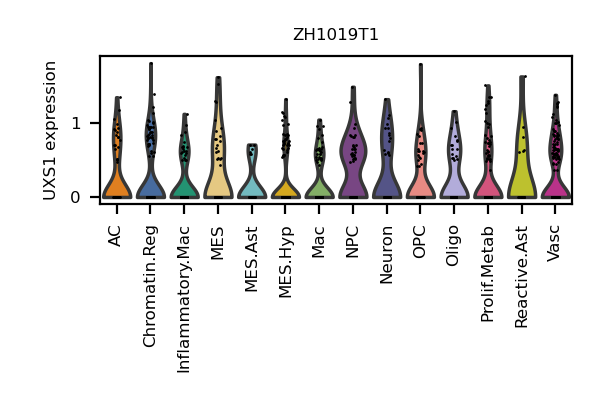 ZH1019T1
UXS1 expression
1
0
AC
Chromatin.Reg
Inflammatory.Mac
MES
MES.Ast
MES.Hyp
Mac
NPC
Neuron
OPC
Oligo
Prolif.Metab
Reactive.Ast
Vasc